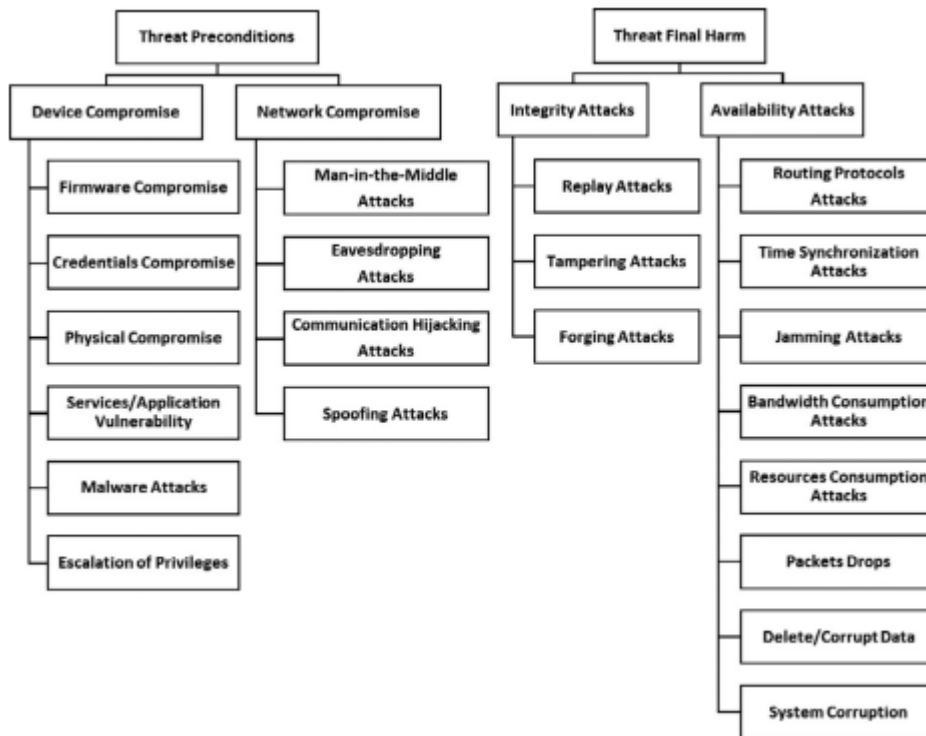 Threat Preconditions
Device Compromise
Firmware Compromise
Credentials Compromise
Physical Compromise
Services/Application
Vulnerability
Malware Attacks
Escalation of Privileges
Network Compromise
Man-in-the-Middle
Attacks
Eavesdropping
Attacks
Communication Hijacking
Attacks
Spoofing Attacks
Threat Final Harm
Integrity Attacks
Replay Attacks
Tampering Attacks
Forging Attacks
Availability Attacks
Routing Protocols
Attacks
Time Synchronization
Attacks
Jamming Attacks
Bandwidth Consumption
Attacks
Resources Consumption
Attacks
Packets Drops
Delete/Corrupt Data
System Corruption